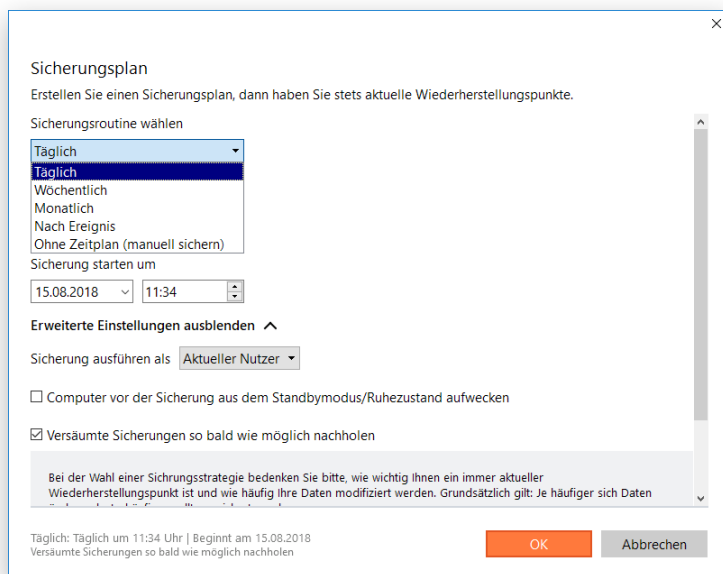 Sicherungsplan
Erstellen Sie einen Sicherungsplan, dann haben Sie stets aktuelle Wiederherstellungspunkte.
Sicherungsroutine wählen
Täglich
Täglich
Wöchentlich
Monatlich
Nach Ereignis
Ohne Zeitplan (manuell sichern)
Sicherung starten um
15.08.2018 11:34
Erweiterte Einstellungen ausblenden
Sicherung ausführen als Aktueller Nutzer
Computer vor der Sicherung aus dem Standbymodus/Ruhezustand aufwecken
Versäumte Sicherungen so bald wie möglich nachholen
Bei der Wahl einer Sichrungsstrategie bedenken Sie bitte, wie wichtig Ihnen ein immer aktueller
Wiederherstellungspunkt ist und wie häufig Ihre Daten modifiziert werden. Grundsätzlich gilt: Je häufiger sich Daten
Täglich: Täglich um 11:34 Uhr | Beginnt am 15.08.2018
Versäumte Sicherungen so bald wie möglich nachholen
OK
Abbrechen